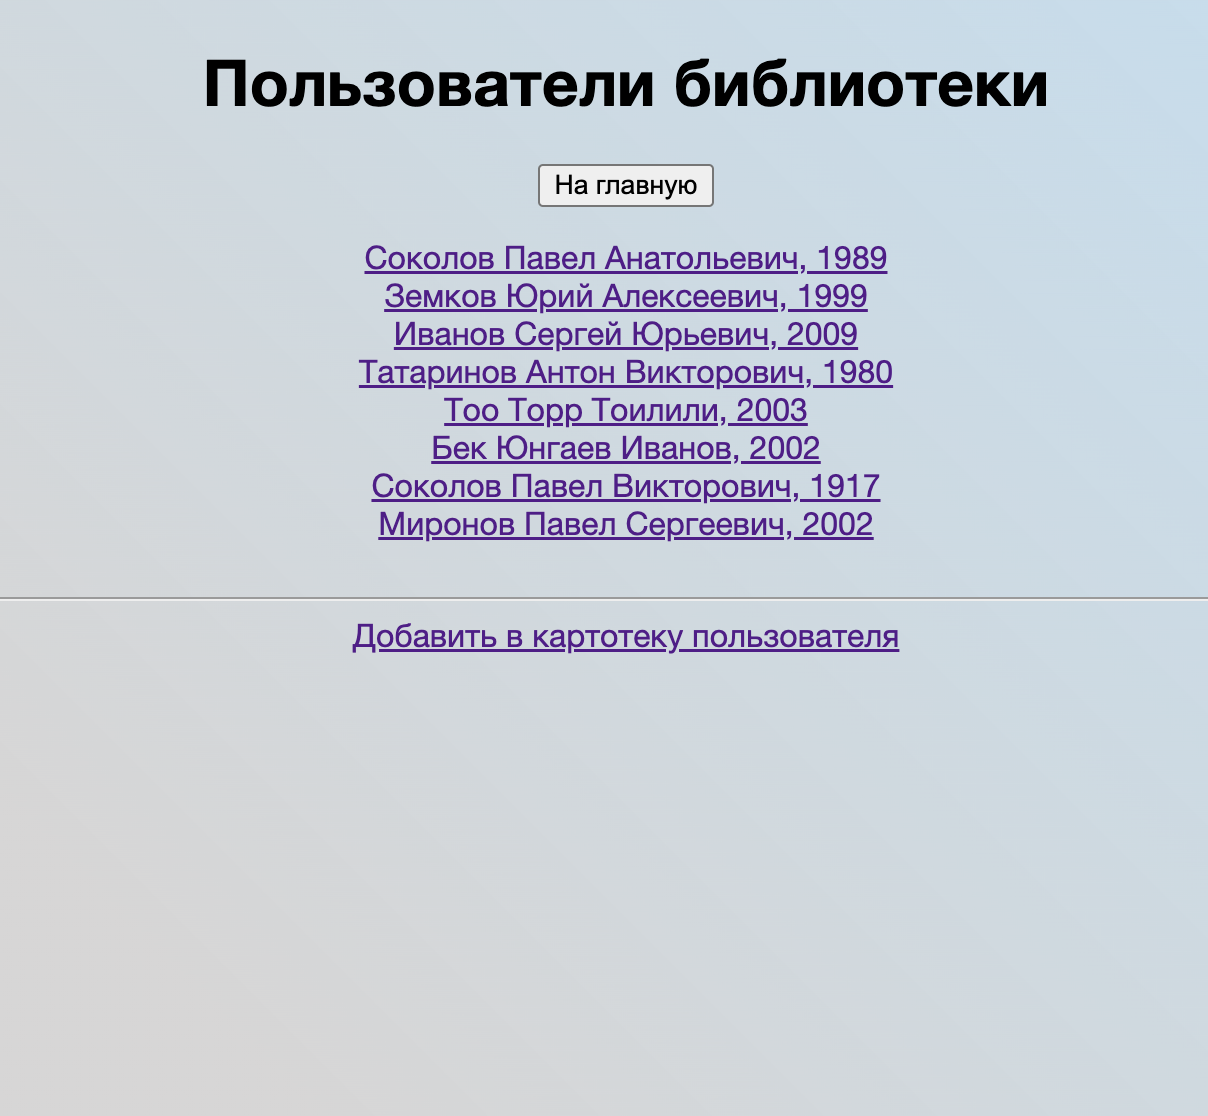 Пользователи библиотеки
На главную
Соколов Павел Анатольевич, 1989
Земков Юрий Алексеевич, 1999
Иванов Сергей Юрьевич, 2009
Татаринов Антон Викторович, 1980
Тоо Торр Тоилили, 2003
Бек Юнгаев Иванов, 2002
Соколов Павел Викторович, 1917
Миронов Павел Сергеевич, 2002
Добавить в картотеку пользователя